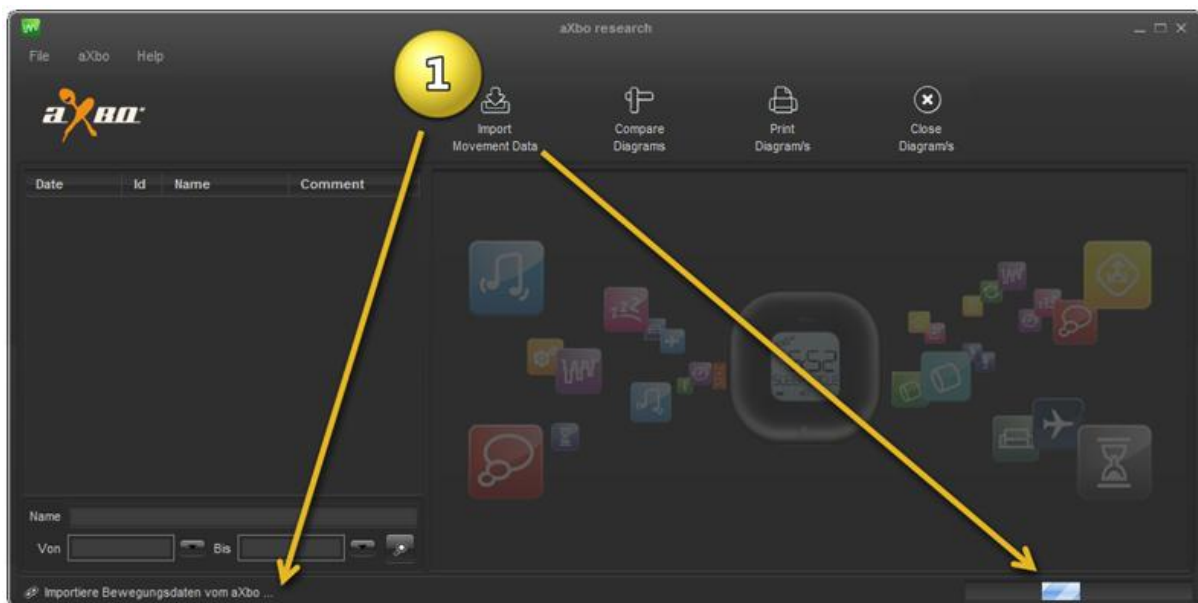 aXbo research
File aXbo Help
1
aXbo
Import
Movement Data
Compare
Diagrams
Print
Diagram/s
Close
Diagram/s
Date Id Name Comment
zzZ
Name
Von Bis
Importiere Bewegungsdaten vom aXbo ...